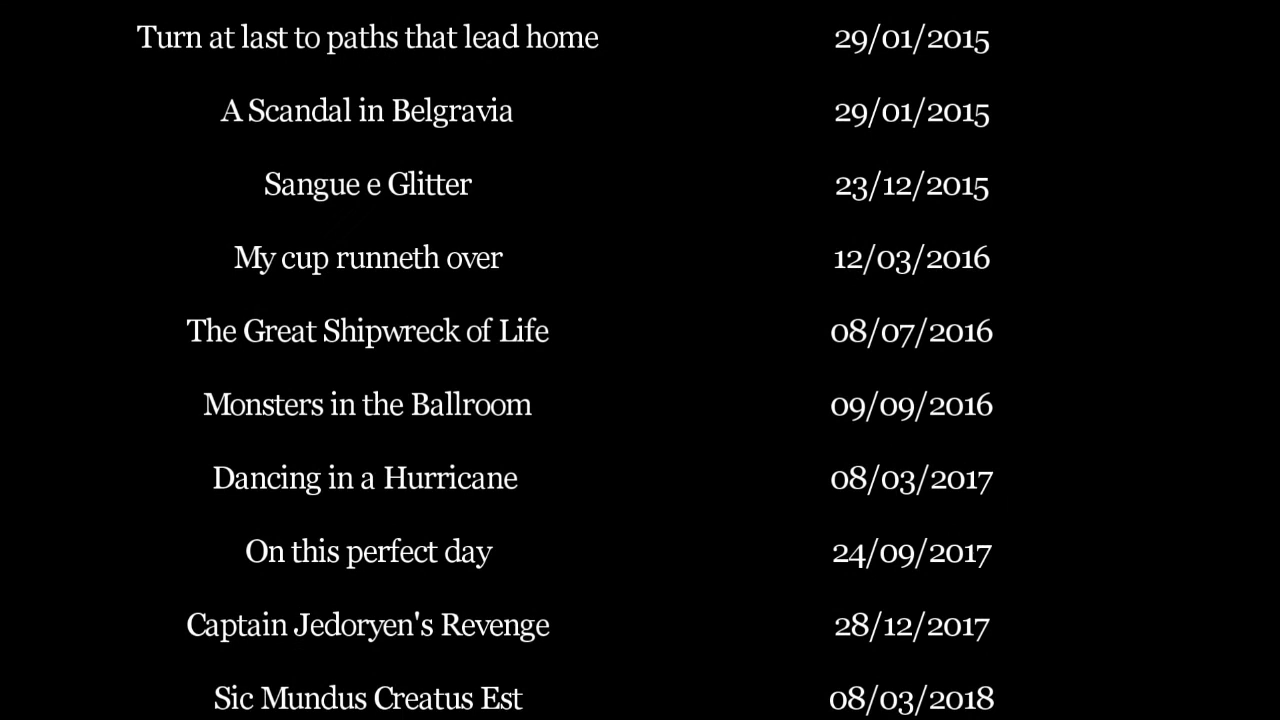 Turn at last to paths that lead home 29/01/2015
A Scandal in Belgravia 29/01/2015
Sangue e Glitter 23/12/2015
My cup runneth over 12/03/2016
The Great Shipwreck of Life 08/07/2016
Monsters in the Ballroom 09/09/2016
Dancing in a Hurricane 08/03/2017
On this perfect day 24/09/2017
Captain Jedoryen's Revenge 28/12/2017
Sic Mundus Creatus Est 08/03/2018